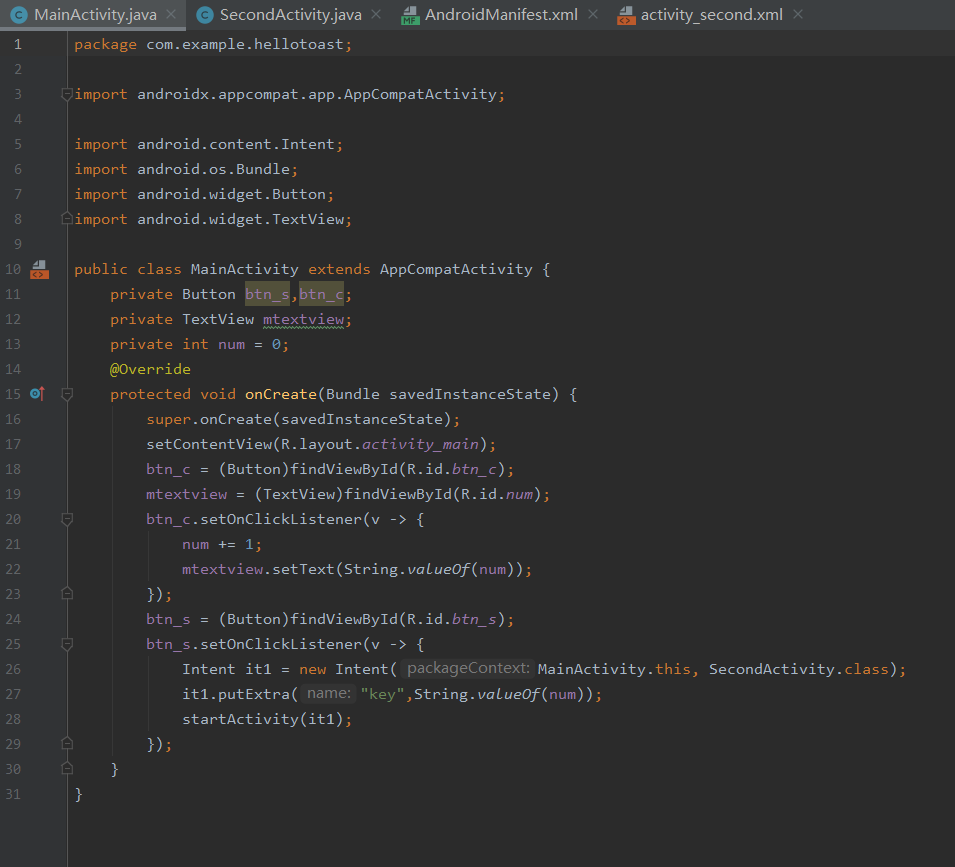 MainActivity.java SecondActivity.java AndroidManifest.xml activity_second.xml
1 package com.example.hellotoast;
2
3 import androidx.appcompat.app.AppCompatActivity;
4
5 import android.content.Intent;
6 import android.os.Bundle;
7 import android.widget.Button;
8 import android.widget.TextView;
9
10 public class MainActivity extends AppCompatActivity {
11     private Button btn_s,btn_c;
12     private TextView mtextview;
13     private int num = 0;
14     @Override
15     protected void onCreate(Bundle savedInstanceState) {
16         super.onCreate(savedInstanceState);
17         setContentView(R.layout.activity_main);
18         btn_c = (Button)findViewById(R.id.btn_c);
19         mtextview = (TextView)findViewById(R.id.num);
20         btn_c.setOnClickListener(v -> {
21             num += 1;
22             mtextview.setText(String.valueOf(num));
23         });
24         btn_s = (Button)findViewById(R.id.btn_s);
25         btn_s.setOnClickListener(v -> {
26             Intent it1 = new Intent( packageContext: MainActivity.this, SecondActivity.class);
27             it1.putExtra( name: "key",String.valueOf(num));
28             startActivity(it1);
29         });
30     }
31 }